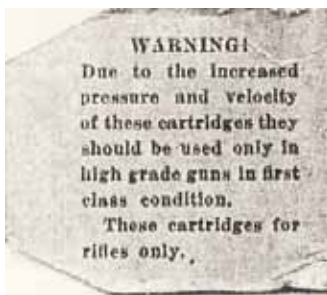 WARNING!
Due to the increased
pressure and velocity
of these cartridges they
should be used only in
high grade guns in first
class condition.
These cartridges for
rifles only.